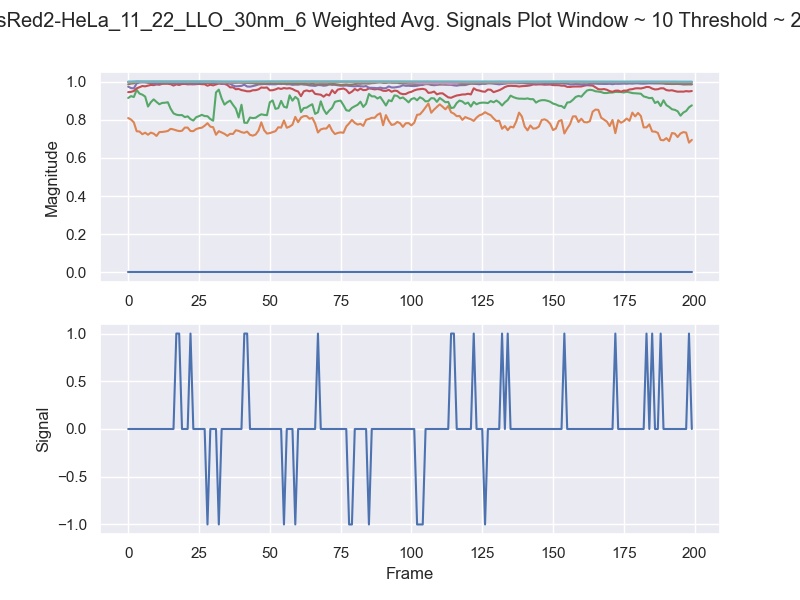 sRed2-HeLa_11_22_LLO_30nm_6 Weighted Avg. Signals Plot Window ~ 10 Threshold ~ 2
1.0
0.8
0.6
0.4
0.2
0.0
Magnitude
0 25 50 75 100 125 150 175 200
1.0
0.5
0.0
−0.5
−1.0
Signal
0 25 50 75 100 125 150 175 200
Frame